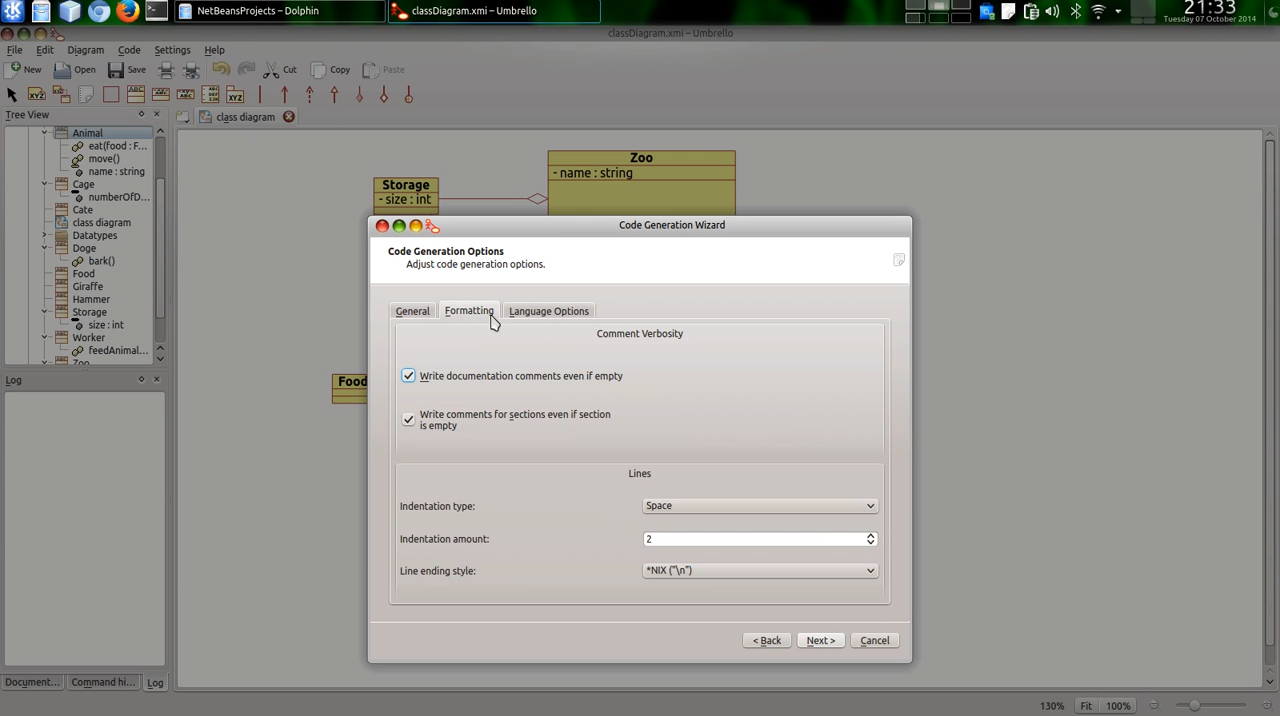 NetBeansProjects – Dolphin
classDiagram.xmi – Umbrello
21:33
Tuesday 07 October 2014
classDiagram.xmi – Umbrello
File Edit Diagram Code Settings Help
New Open Save Cut Copy Paste
Tree View
class diagram
Animal
eat(food : F...
move()
name : string
Cage
numberOfD...
Cate
class diagram
Datatypes
Doge
bark()
Food
Giraffe
Hammer
Storage
size : int
Worker
feedAnimal...
Zoo
Log
Zoo
- name : string
Storage
- size : int
Food
Code Generation Wizard
Code Generation Options
Adjust code generation options.
General Formatting Language Options
Comment Verbosity
Write documentation comments even if empty
Write comments for sections even if section
is empty
Lines
Indentation type: Space
Indentation amount: 2
Line ending style: *NIX ("\n")
< Back Next > Cancel
Document... Command hi... Log
130% Fit 100%